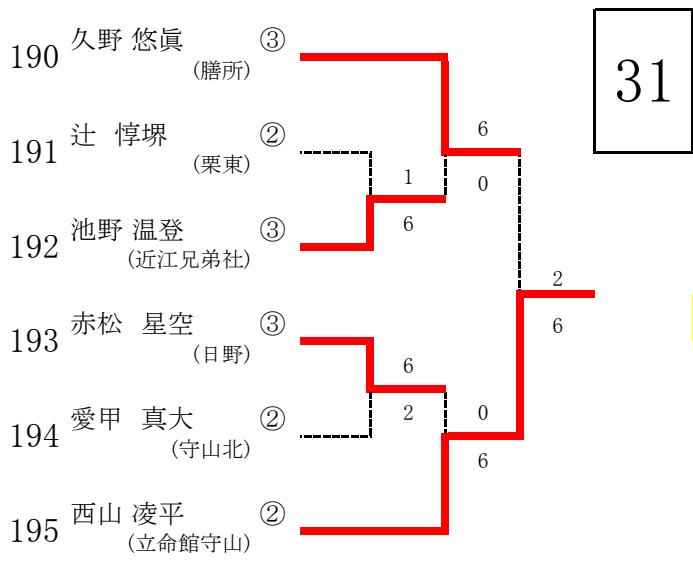 31
190 久野 悠眞 ③
(膳所)
6
191 辻 惇堺 ②
(栗東)
1
0
192 池野 温登 ③
6
(近江兄弟社)
2
193 赤松 星空 ③
6
(日野)
6
194 愛甲 真大 ②
2
0
(守山北)
6
195 西山 凌平 ②
(立命館守山)